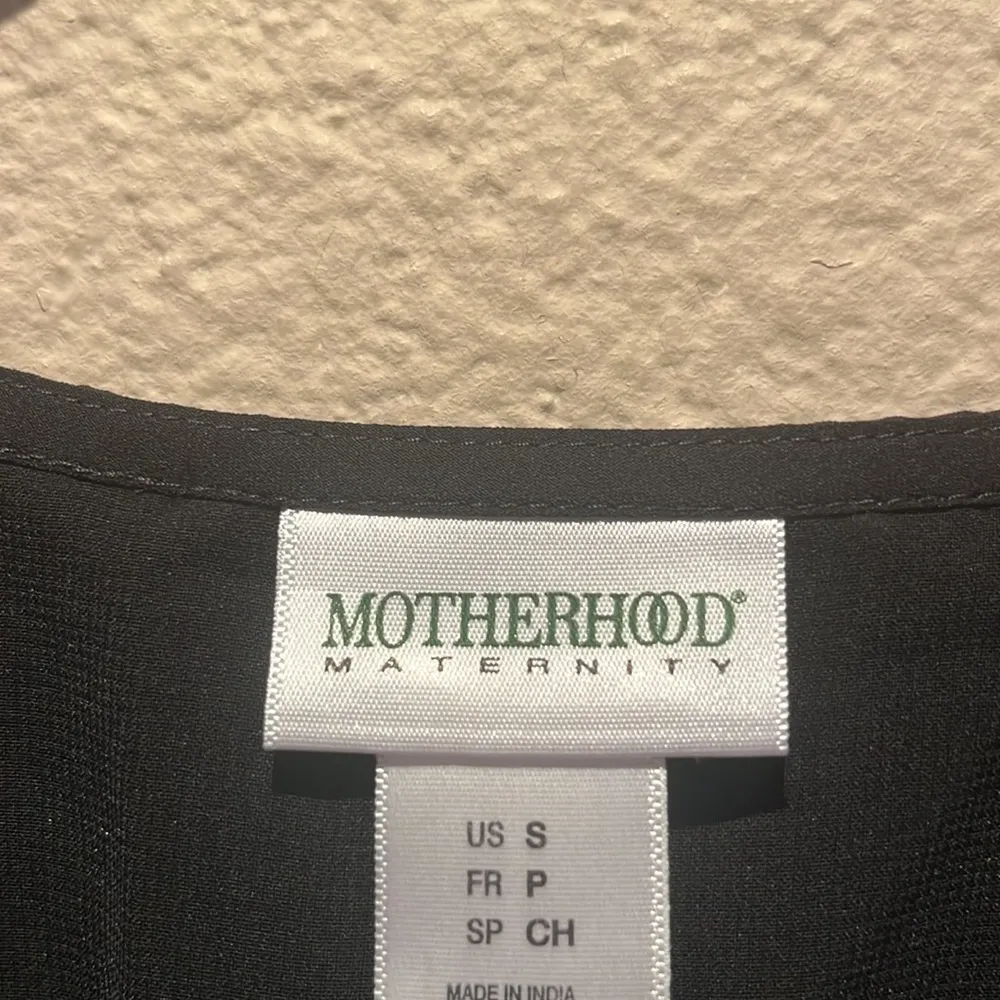 MOTHERHOOD®
MATERNITY
US S
FR P
SP CH
MADE IN INDIA